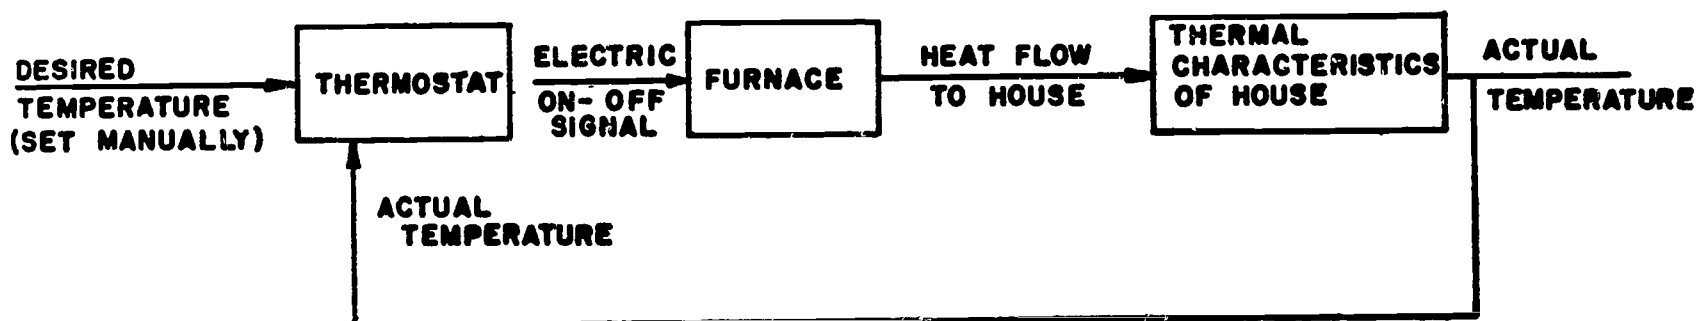 DESIRED
TEMPERATURE
(SET MANUALLY)
THERMOSTAT
ELECTRIC
ON-OFF
SIGNAL
FURNACE
HEAT FLOW
TO HOUSE
THERMAL
CHARACTERISTICS
OF HOUSE
ACTUAL
TEMPERATURE
ACTUAL
TEMPERATURE